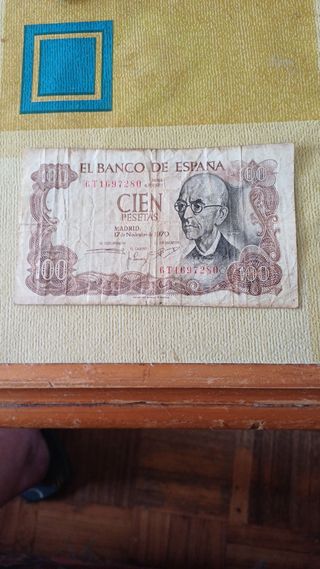 100
100
EL BANCO DE ESPAÑA
6T1697280
CIEN
PESETAS
MADRID,
17 de Noviembre de 1970
6T1697280
100
100